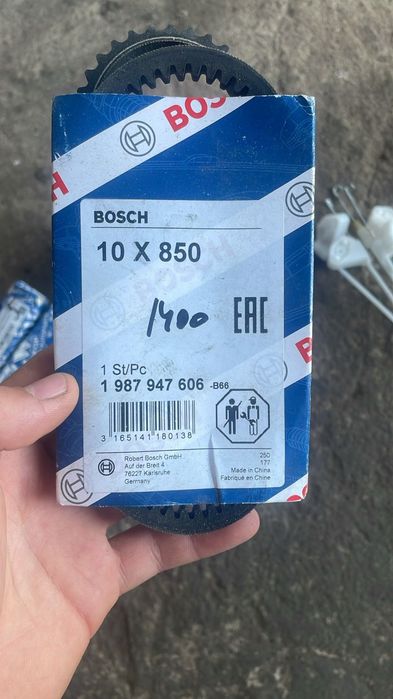 BOSCH
BOSCH
10 X 850
1400
EAC
1 St/Pc
1 987 947 606 -B66
3 165141 180138
Robert Bosch GmbH
Auf der Breit 4
76227 Karlsruhe
Germany
25D
177
Made in China
Fabriqué en Chine